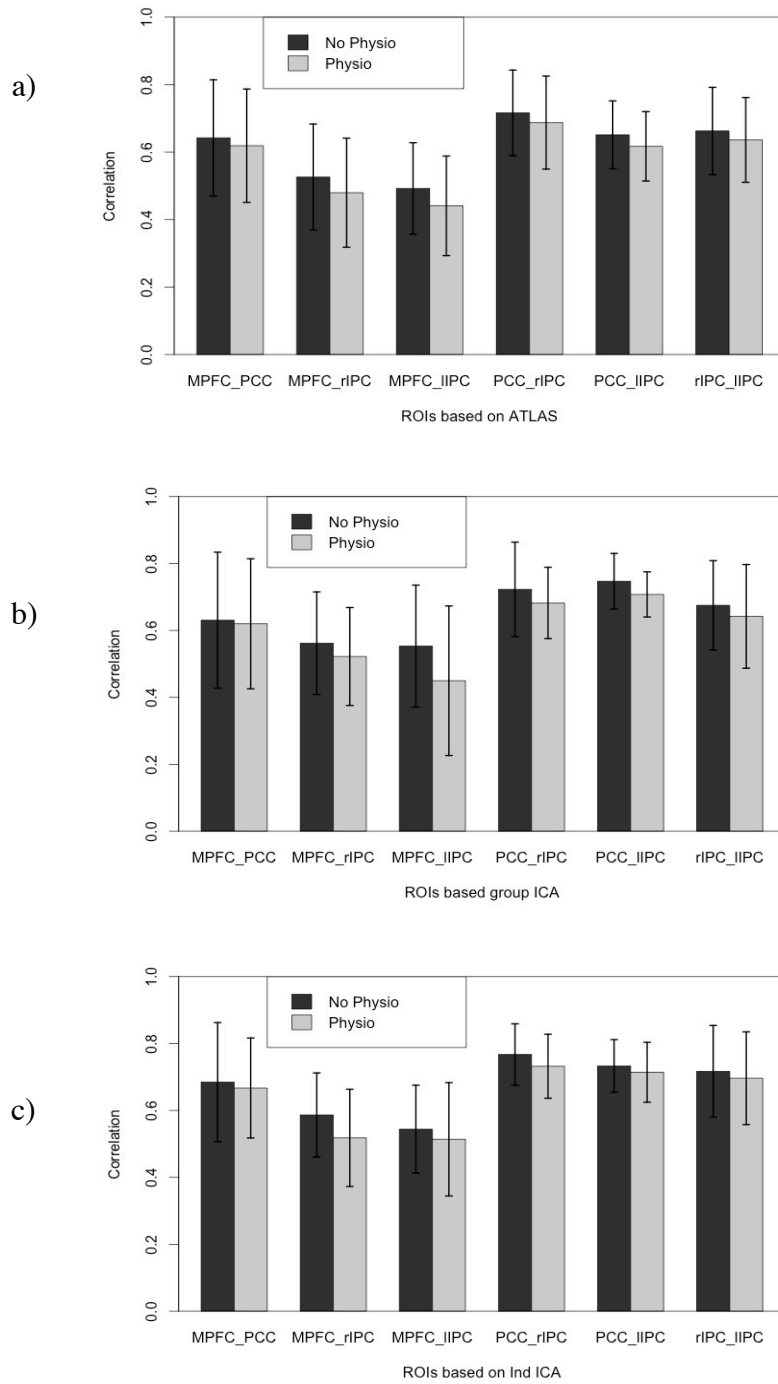 a)
No Physio
Physio
Correlation
1.0
0.8
0.6
0.4
0.2
0.0
MPFC_PCC MPFC_rIPC MPFC_lIPC PCC_rIPC PCC_lIPC rIPC_lIPC
ROIs based on ATLAS
b)
No Physio
Physio
Correlation
1.0
0.8
0.6
0.4
0.2
0.0
MPFC_PCC MPFC_rIPC MPFC_lIPC PCC_rIPC PCC_lIPC rIPC_lIPC
ROIs based group ICA
c)
No Physio
Physio
Correlation
1.0
0.8
0.6
0.4
0.2
0.0
MPFC_PCC MPFC_rIPC MPFC_lIPC PCC_rIPC PCC_lIPC rIPC_lIPC
ROIs based on Ind ICA